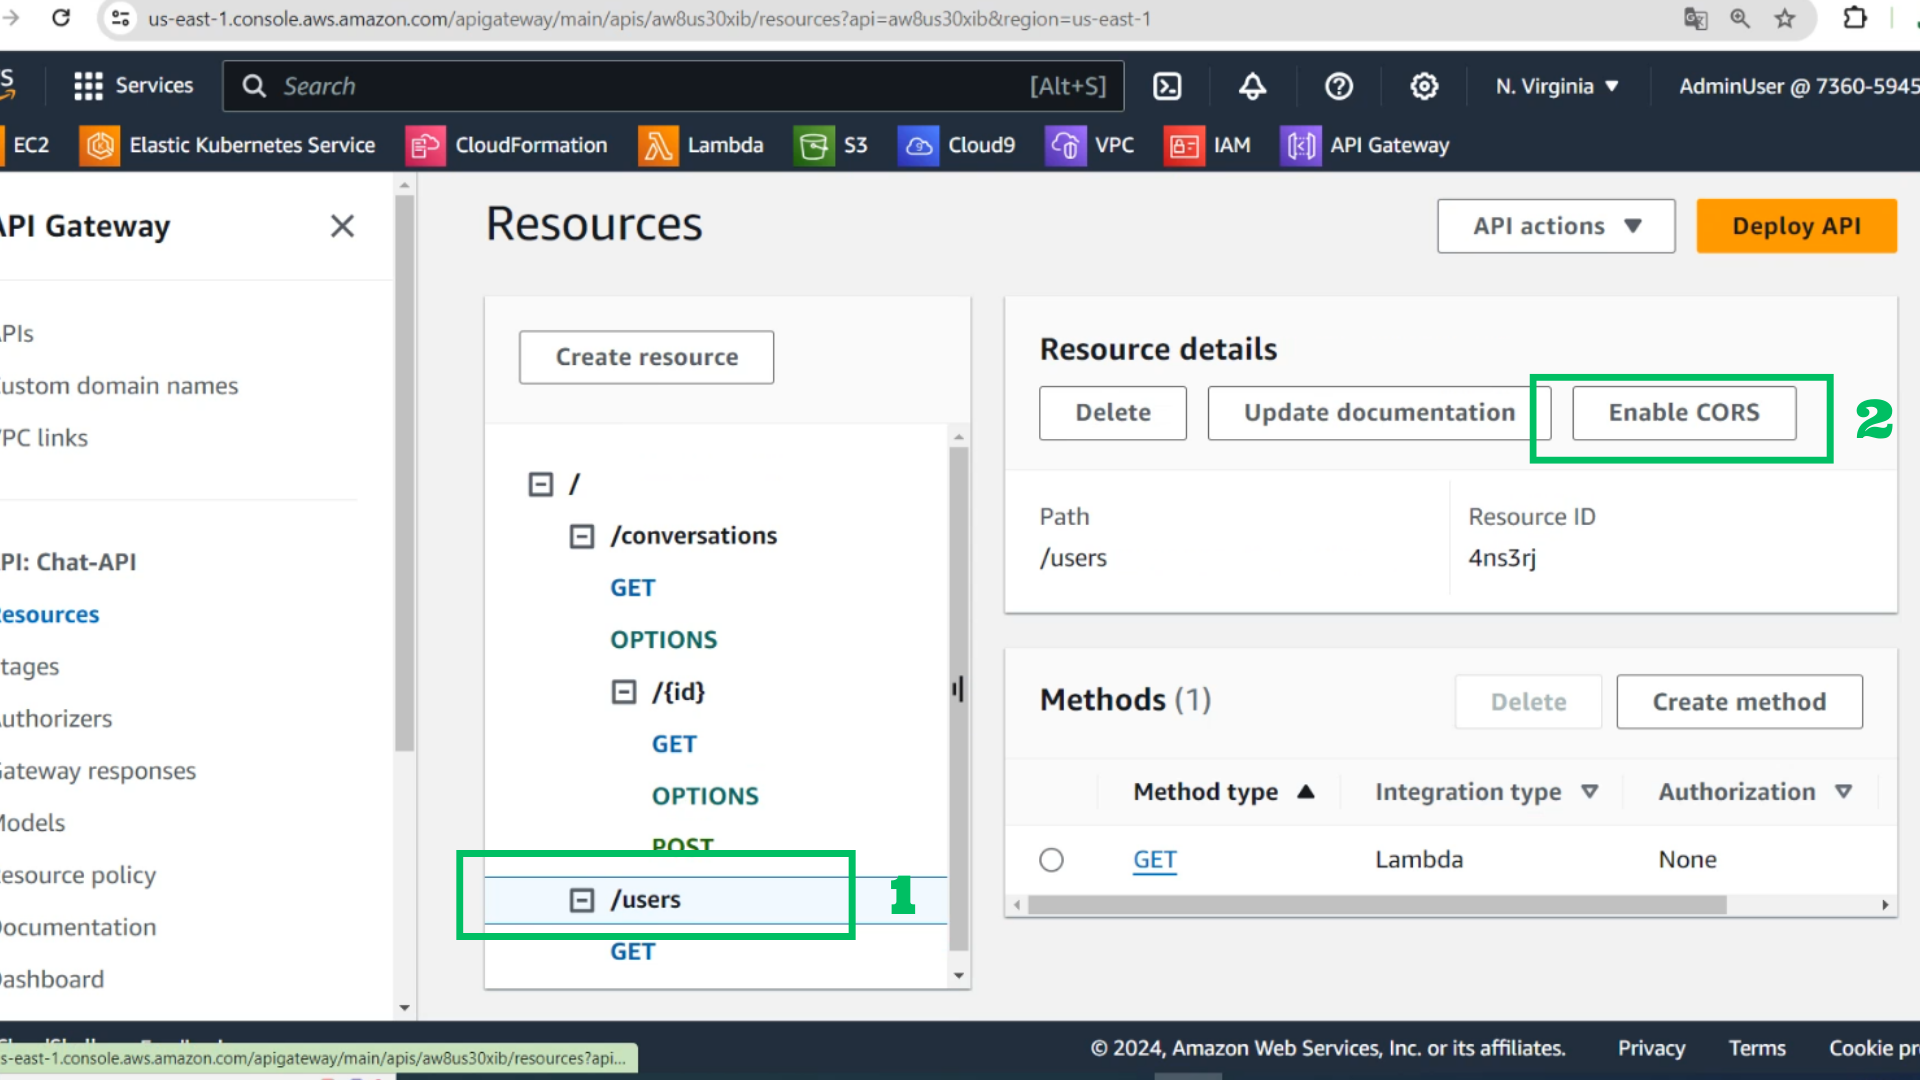 us-east-1.console.aws.amazon.com/apigateway/main/apis/aw8us30xib/resources?api=aw8us30xib&region=us-east-1
Services
Search
[Alt+S]
N. Virginia
AdminUser @ 7360-5945
EC2
Elastic Kubernetes Service
CloudFormation
Lambda
S3
Cloud9
VPC
IAM
API Gateway
API Gateway
Resources
API actions
Deploy API
PIs
ustom domain names
PC links
PI: Chat-API
esources
tages
uthorizers
ateway responses
Models
esource policy
ocumentation
ashboard
Create resource
/
/conversations
GET
OPTIONS
/{id}
GET
OPTIONS
POST
/users
1
GET
Resource details
Delete
Update documentation
Enable CORS
2
Path
/users
Resource ID
4ns3rj
Methods (1)
Delete
Create method
Method type
Integration type
Authorization
GET
Lambda
None
s-east-1.console.aws.amazon.com/apigateway/main/apis/aw8us30xib/resources?api...
© 2024, Amazon Web Services, Inc. or its affiliates.
Privacy
Terms
Cookie pr